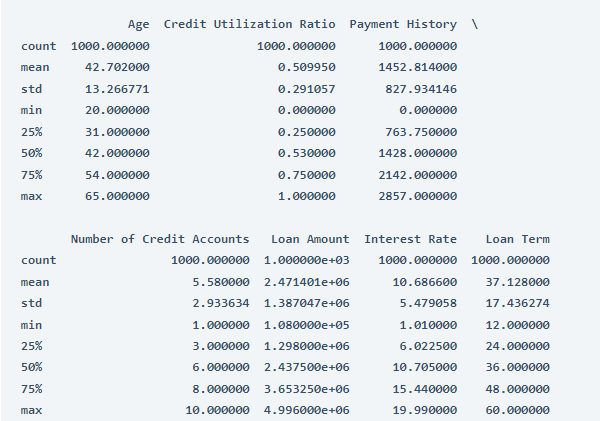 Age Credit Utilization Ratio Payment History \
count 1000.000000 1000.000000 1000.000000
mean 42.702000 0.509950 1452.814000
std 13.266771 0.291057 827.934146
min 20.000000 0.000000 0.000000
25% 31.000000 0.250000 763.750000
50% 42.000000 0.530000 1428.000000
75% 54.000000 0.750000 2142.000000
max 65.000000 1.000000 2857.000000
Number of Credit Accounts Loan Amount Interest Rate Loan Term
count 1000.000000 1.000000e+03 1000.000000 1000.000000
mean 5.580000 2.471401e+06 10.686600 37.128000
std 2.933634 1.387047e+06 5.479058 17.436274
min 1.000000 1.080000e+05 1.010000 12.000000
25% 3.000000 1.298000e+06 6.022500 24.000000
50% 6.000000 2.437500e+06 10.705000 36.000000
75% 8.000000 3.653250e+06 15.440000 48.000000
max 10.000000 4.996000e+06 19.990000 60.000000